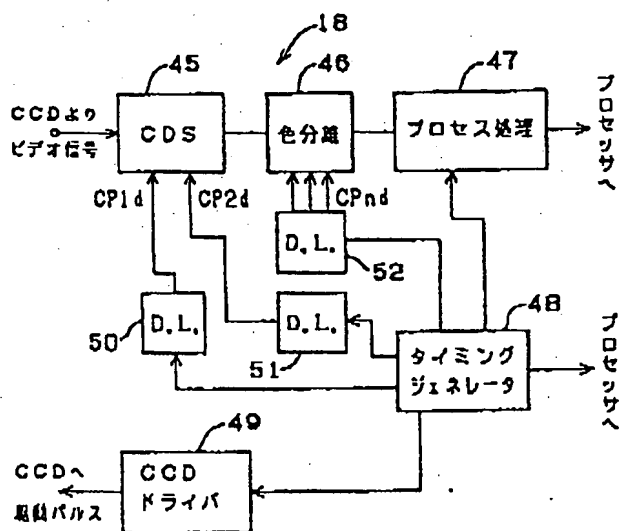 18
45
46
47
CCDより
ビデオ信号
CDS
色分離
プロセス処理
プロセッサへ
CP1d
CP2d
CPnd
D.L.
52
D.L.
50
D.L.
51
48
タイミング
ジェネレータ
プロセッサへ
49
CCDへ
駆動パルス
CCD
ドライバ